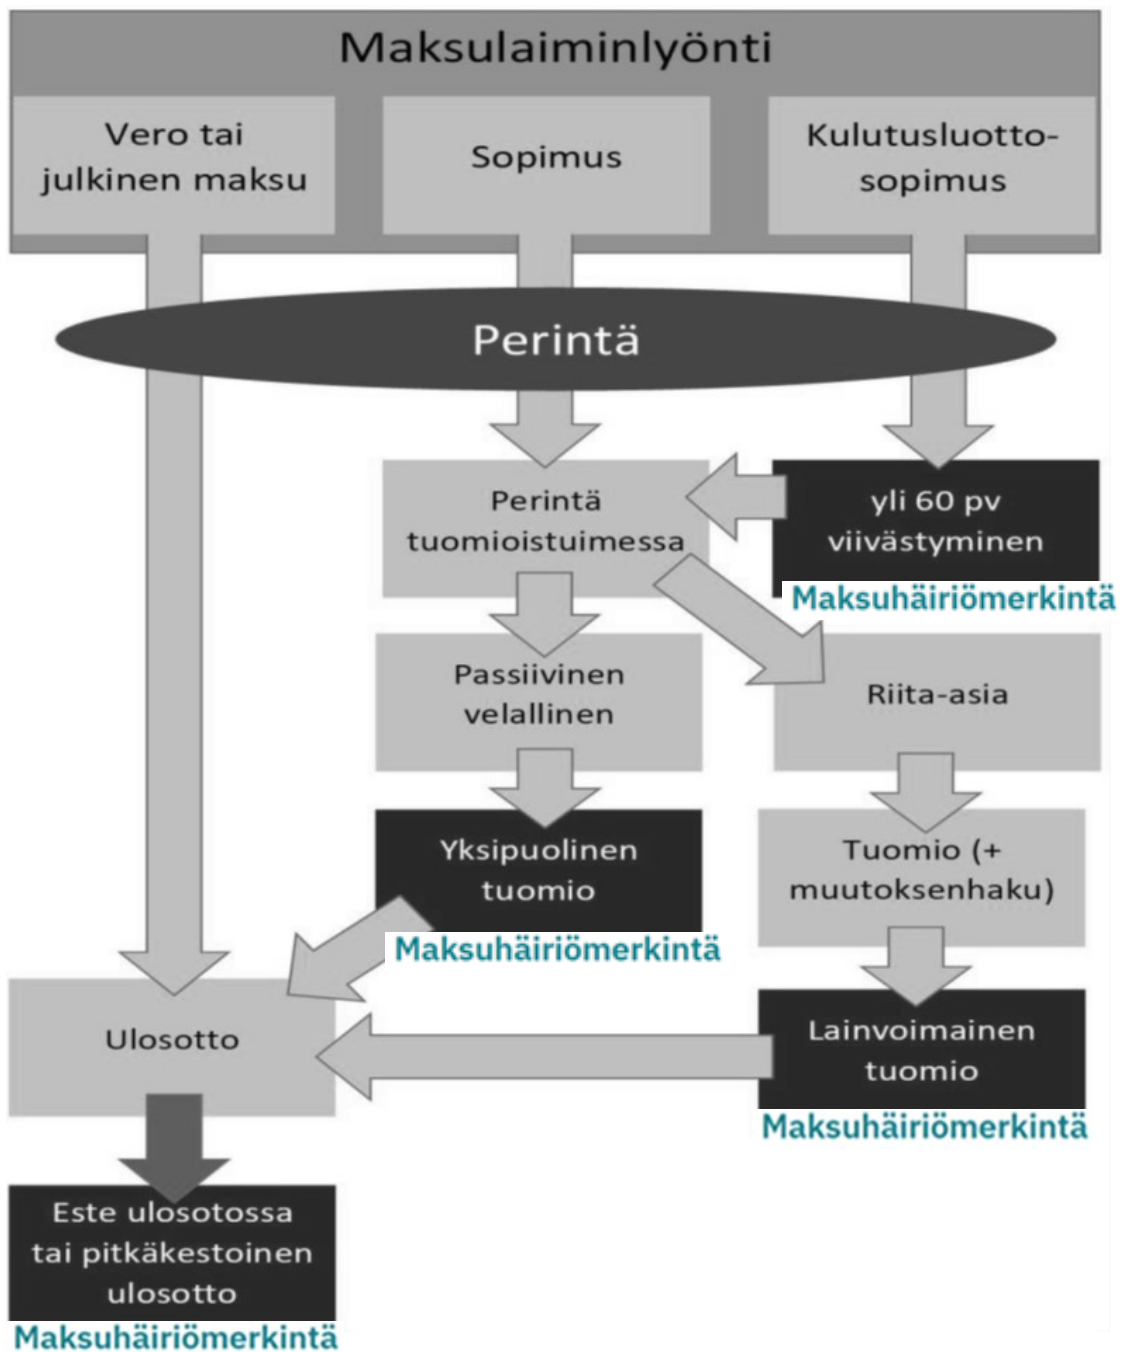 Maksulaiminlyönti
Vero tai
julkinen maksu
Sopimus
Kulutusluotto-
sopimus
Perintä
Perintä
tuomioistuimessa
yli 60 pv
viivästyminen
Maksuhäiriömerkintä
Passiivinen
velallinen
Riita-asia
Yksipuolinen
tuomio
Maksuhäiriömerkintä
Tuomio (+
muutoksenhaku)
Ulosotto
Lainvoimainen
tuomio
Maksuhäiriömerkintä
Este ulosotossa
tai pitkäkestoinen
ulosotto
Maksuhäiriömerkintä